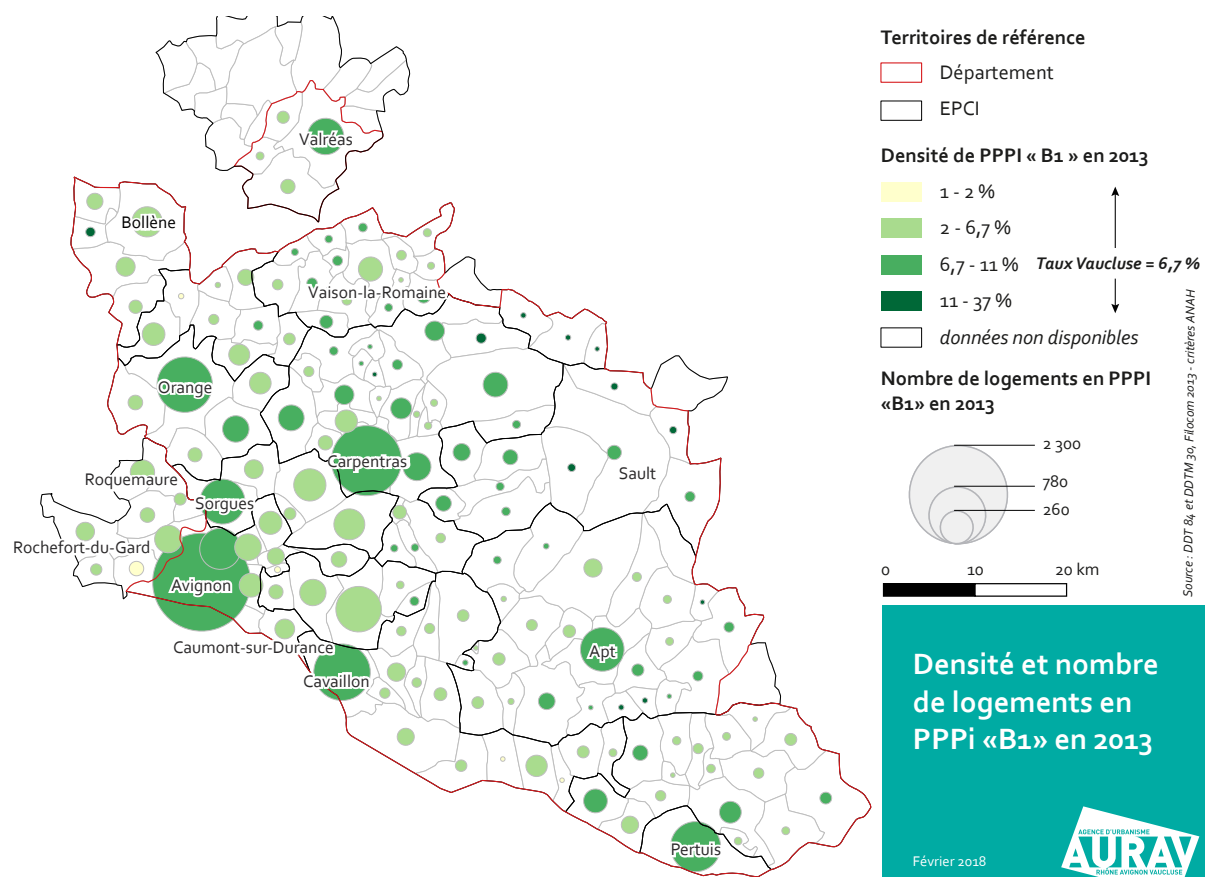 Valréas
Bollène
Vaison-la-Romaine
Orange
Carpentras
Roquemaure
Sorgues
Sault
Rochefort-du-Gard
Avignon
Caumont-sur-Durance
Cavaillon
Apt
Pertuis
Territoires de référence
Département
EPCI
Densité de PPPI « B1 » en 2013
1 - 2 %
2 - 6,7 %
6,7 - 11 %
Taux Vaucluse = 6,7 %
11 - 37 %
données non disponibles
Nombre de logements en PPPI
«B1» en 2013
2 300
780
260
0 10 20 km
Source : DDT 84 et DDTM 30, Filocom 2013 - critères ANAH
Densité et nombre
de logements en
PPPi «B1» en 2013
Février 2018
AGENCE D'URBANISME
AURAV
RHÔNE AVIGNON VAUCLUSE